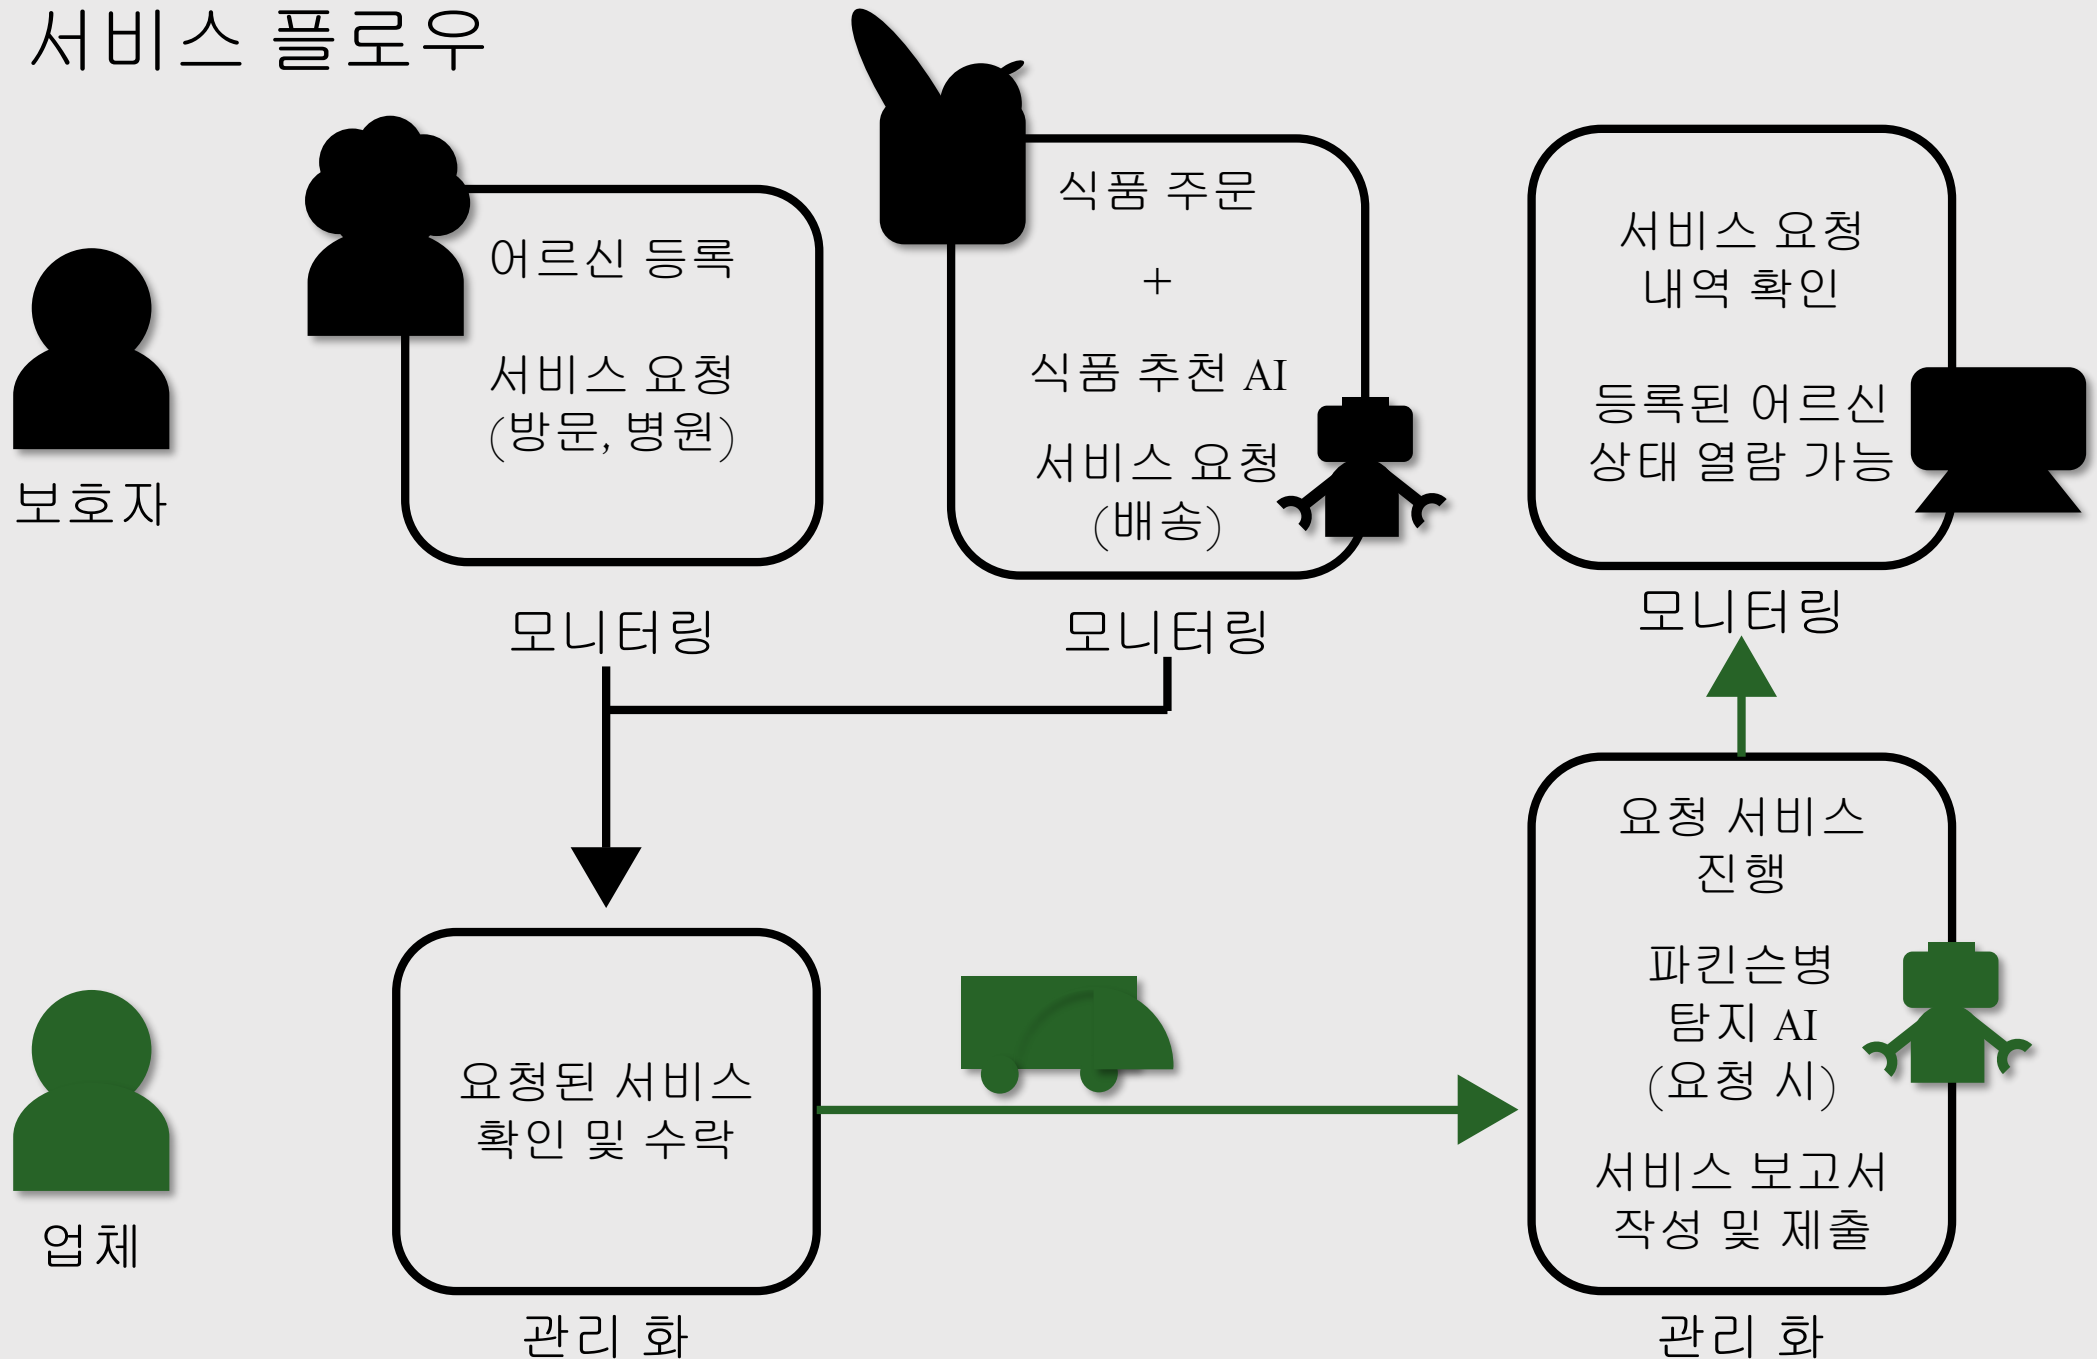 서비스 플로우
보호자
어르신 등록
서비스 요청
(방문, 병원)
모니터링
식품 주문
+
식품 추천 AI
서비스 요청
(배송)
모니터링
서비스 요청
내역 확인
등록된 어르신
상태 열람 가능
모니터링
업체
요청된 서비스
확인 및 수락
관리 화
요청 서비스
진행
파킨슨병
탐지 AI
(요청 시)
서비스 보고서
작성 및 제출
관리 화